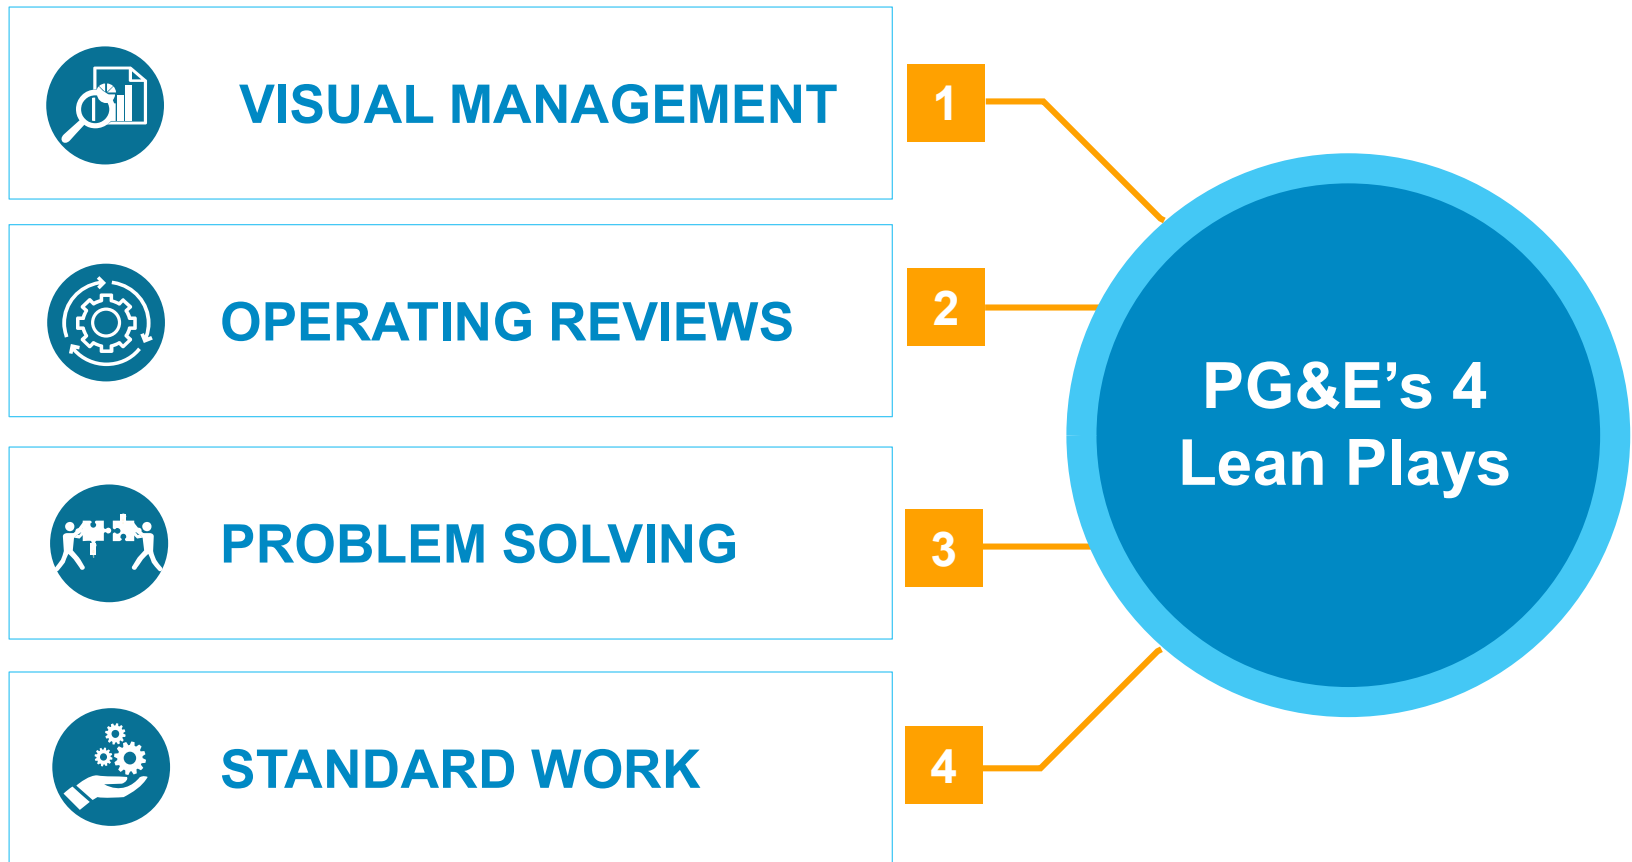 VISUAL MANAGEMENT
1
OPERATING REVIEWS
2
PROBLEM SOLVING
3
STANDARD WORK
4
PG&E’s 4
Lean Plays